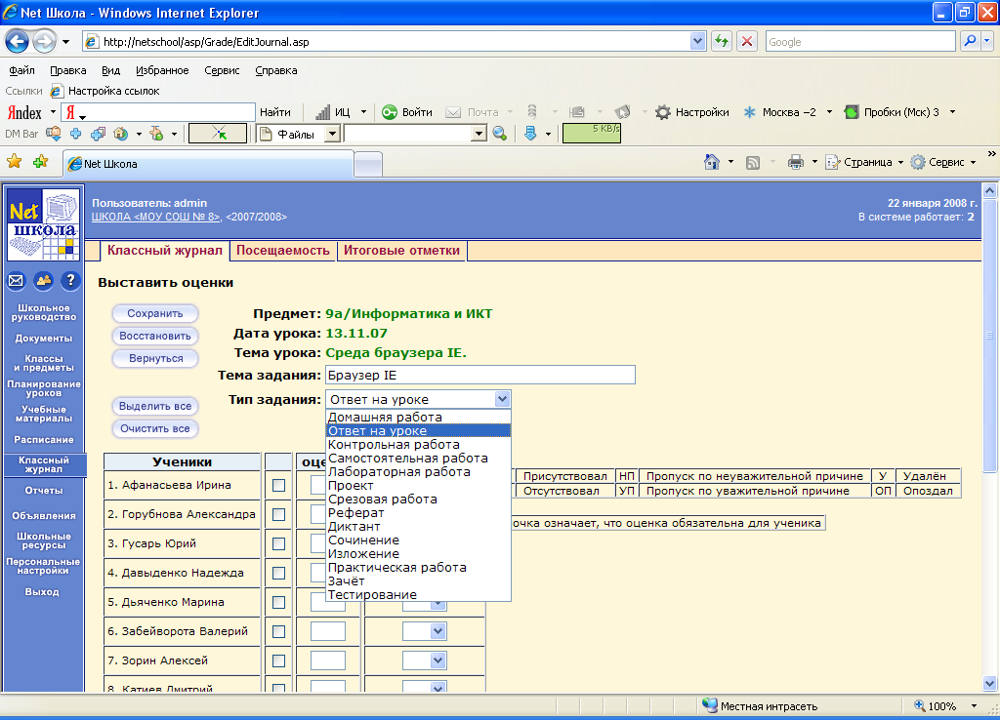 Net Школа - Windows Internet Explorer
http://netschool/asp/Grade/EditJournal.asp
Google
Файл Правка Вид Избранное Сервис Справка
Ссылки Настройка ссылок
Яndex Я Найти ИЦ Войти Почта Настройки Москва −2 Пробки (Мск) 3
DM Bar Файлы 5 KB/s
Net Школа Страница Сервис
Net школа
Пользователь: admin
ШКОЛА <МОУ СОШ № 8>, <2007/2008>
22 января 2008 г.
В системе работает: 2
Классный журнал Посещаемость Итоговые отметки
Школьное
руководство
Документы
Классы
и предметы
Планирование
уроков
Учебные
материалы
Расписание
Классный
журнал
Отчеты
Объявления
Школьные
ресурсы
Персональные
настройки
Выход
Выставить оценки
Сохранить
Восстановить
Вернуться
Выделить все
Очистить все
Предмет: 9а/Информатика и ИКТ
Дата урока: 13.11.07
Тема урока: Среда браузера IE.
Тема задания: Браузер IE
Тип задания: Ответ на уроке
Домашняя работа
Ответ на уроке
Контрольная работа
Самостоятельная работа
Лабораторная работа
Проект
Срезовая работа
Реферат
Диктант
Сочинение
Изложение
Практическая работа
Зачёт
Тестирование
Ученики оце
1. Афанасьева Ирина
2. Горубнова Александра
3. Гусарь Юрий
4. Давыденко Надежда
5. Дьяченко Марина
6. Забейворота Валерий
7. Зорин Алексей
8. Катиев Дмитрий
Присутствовал НП Пропуск по неуважительной причине У Удалён
Отсутствовал УП Пропуск по уважительной причине ОП Опоздал
очка означает, что оценка обязательна для ученика
Местная интрасеть 100%